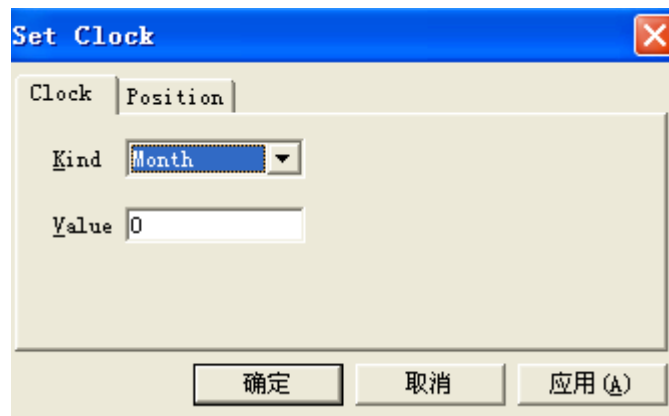 Set Clock
Clock Position
Kind Month
Value 0
确定 取消 应用(A)